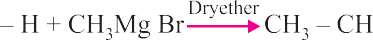 – H + CH₃Mg Br Dryether CH₃ – CH